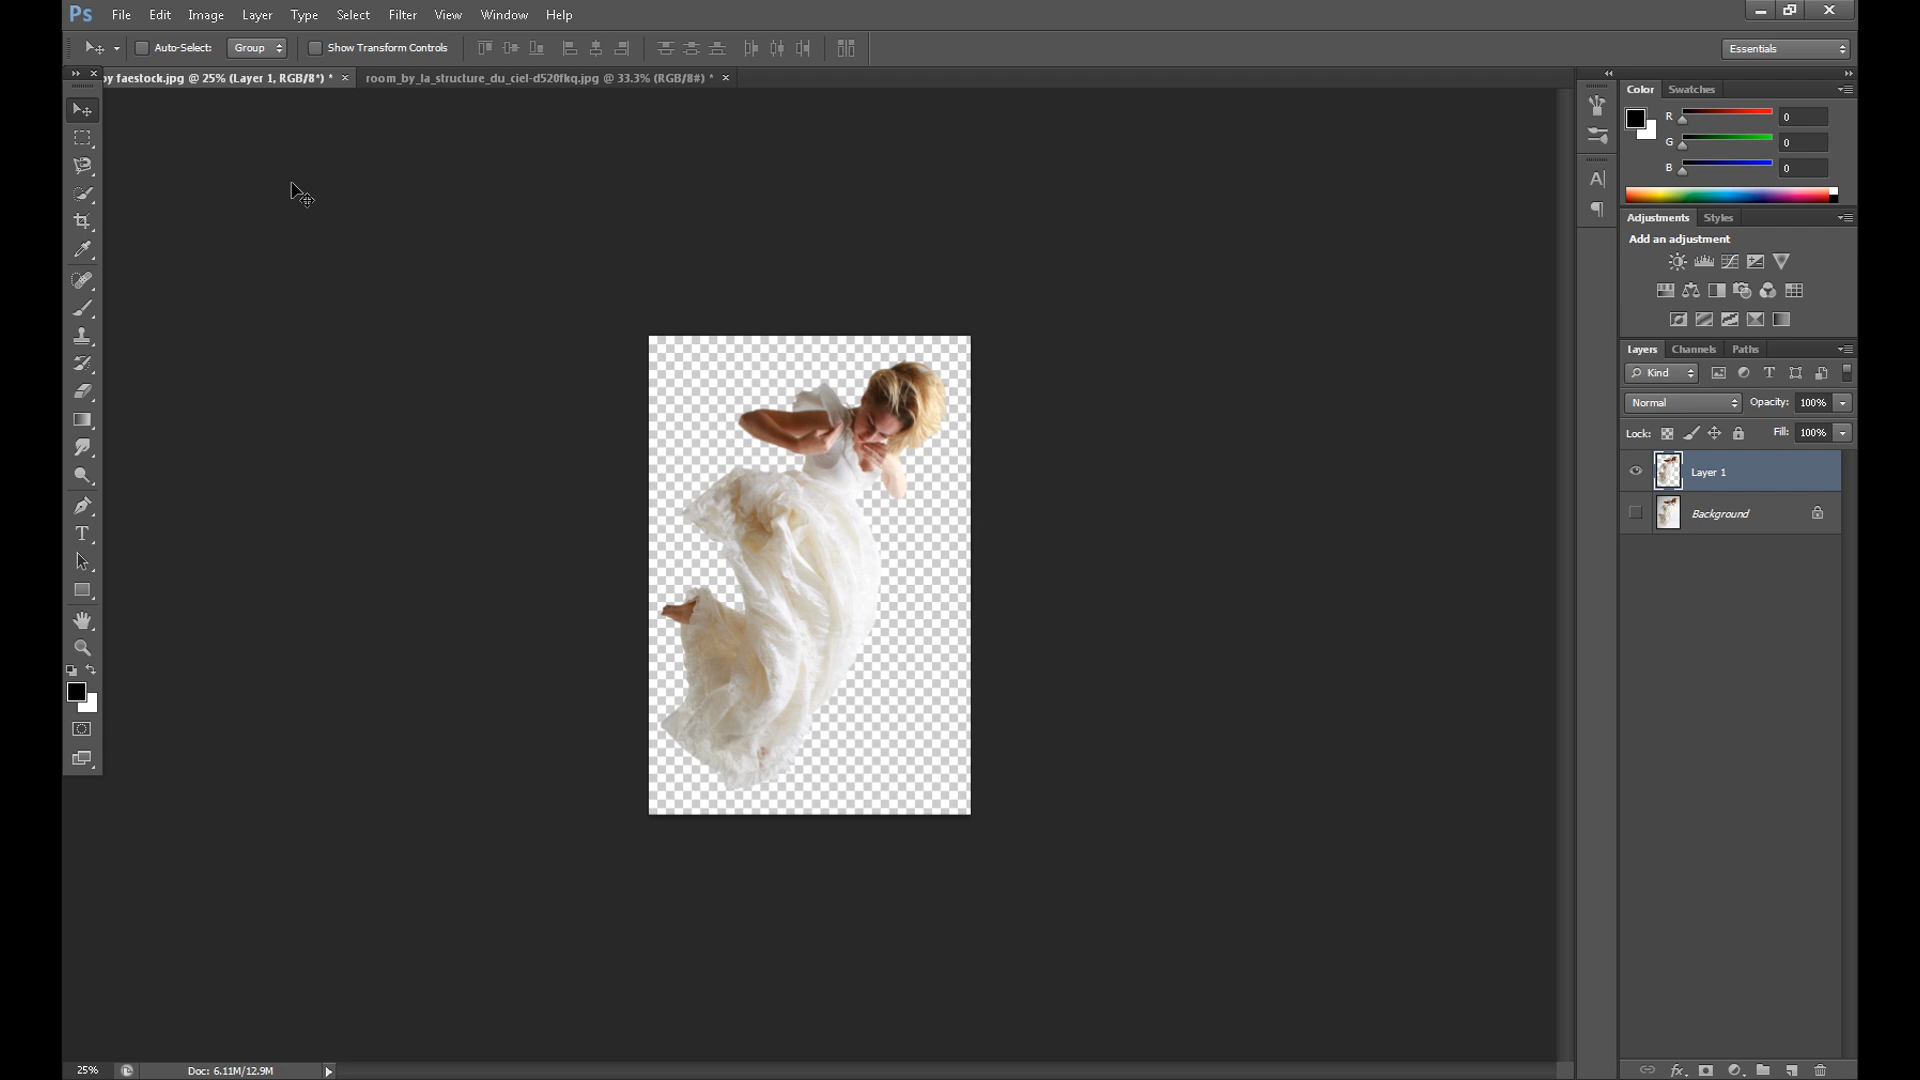 Ps File Edit Image Layer Type Select Filter View Window Help
Auto-Select: Group Show Transform Controls Essentials
by faestock.jpg @ 25% (Layer 1, RGB/8*) * × room_by_la_structure_du_ciel-d520fkq.jpg @ 33.3% (RGB/8#) * ×
Color Swatches
R 0
G 0
B 0
A
Adjustments Styles
Add an adjustment
Layers Channels Paths
Kind T
Normal Opacity: 100%
Lock: Fill: 100%
Layer 1
Background
T
25% Doc: 6.11M/12.9M
fx